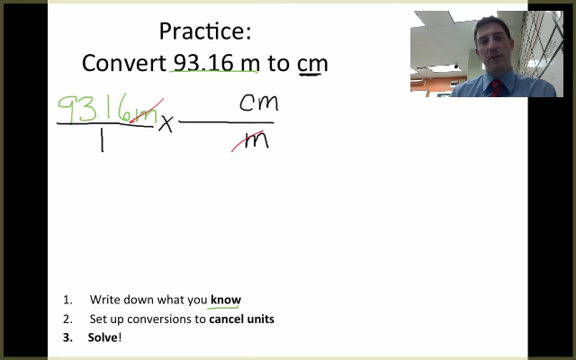 Practice:
Convert 93.16 m to cm
93.16m x cm
1 m
1. Write down what you know
2. Set up conversions to cancel units
3. Solve!